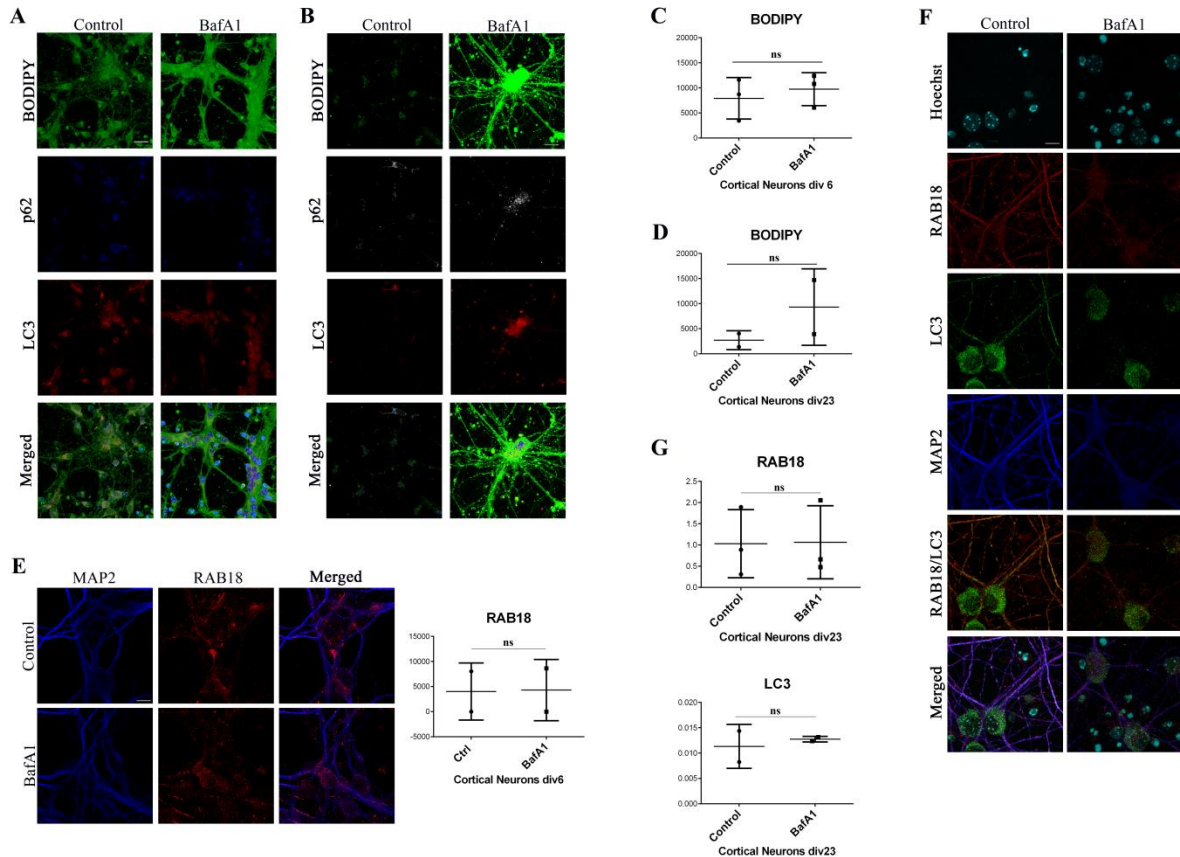 A
Control BafA1
BODIPY
p62
LC3
Merged
B
Control BafA1
BODIPY
p62
LC3
Merged
C
BODIPY
ns
20000
15000
10000
5000
0
Control
BafA1
Cortical Neurons div 6
D
BODIPY
ns
20000
15000
10000
5000
0
Control
BafA1
Cortical Neurons div23
E
MAP2 RAB18 Merged
Control
BafA1
RAB18
ns
15000
10000
5000
0
-5000
Ctrl
BafA1
Cortical Neurons div6
G
RAB18
ns
2.5
2.0
1.5
1.0
0.5
0.0
Control
BafA1
Cortical Neurons div23
LC3
ns
0.020
0.015
0.010
0.005
0.000
Control
BafA1
Cortical Neurons div23
F
Control BafA1
Hoechst
RAB18
LC3
MAP2
RAB18/LC3
Merged